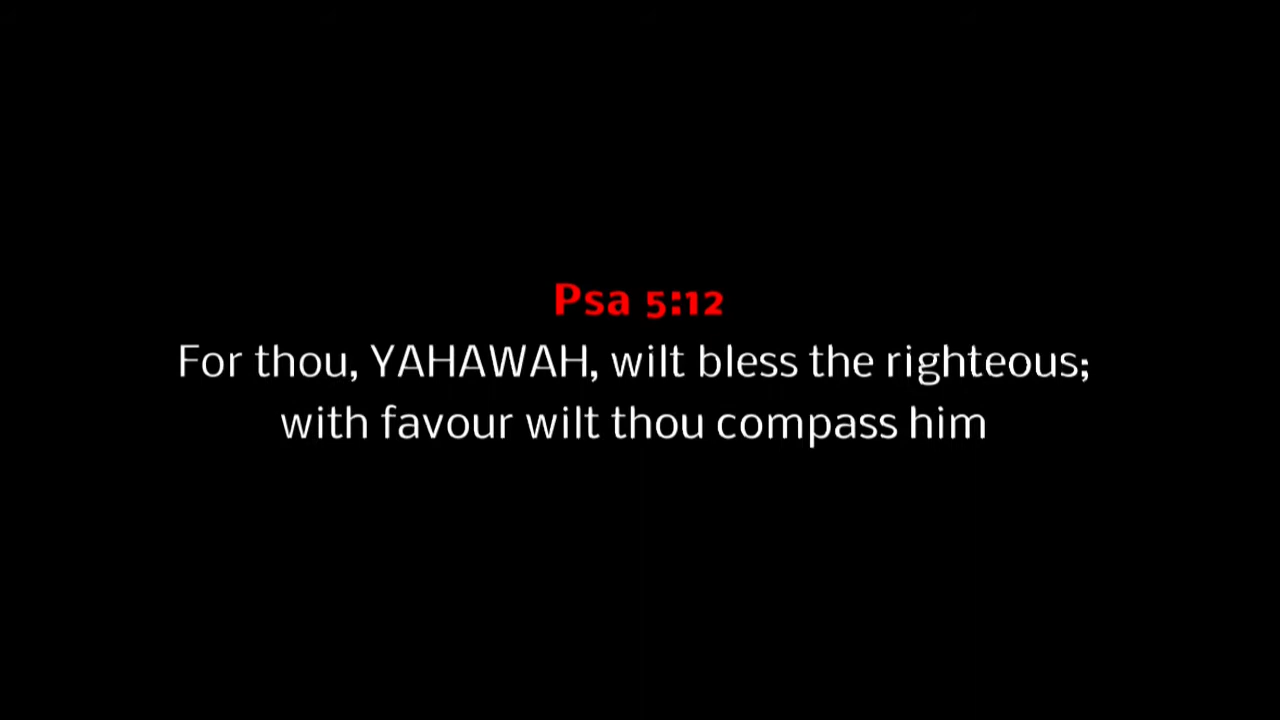 Psa 5:12
For thou, YAHAWAH, wilt bless the righteous;
with favour wilt thou compass him